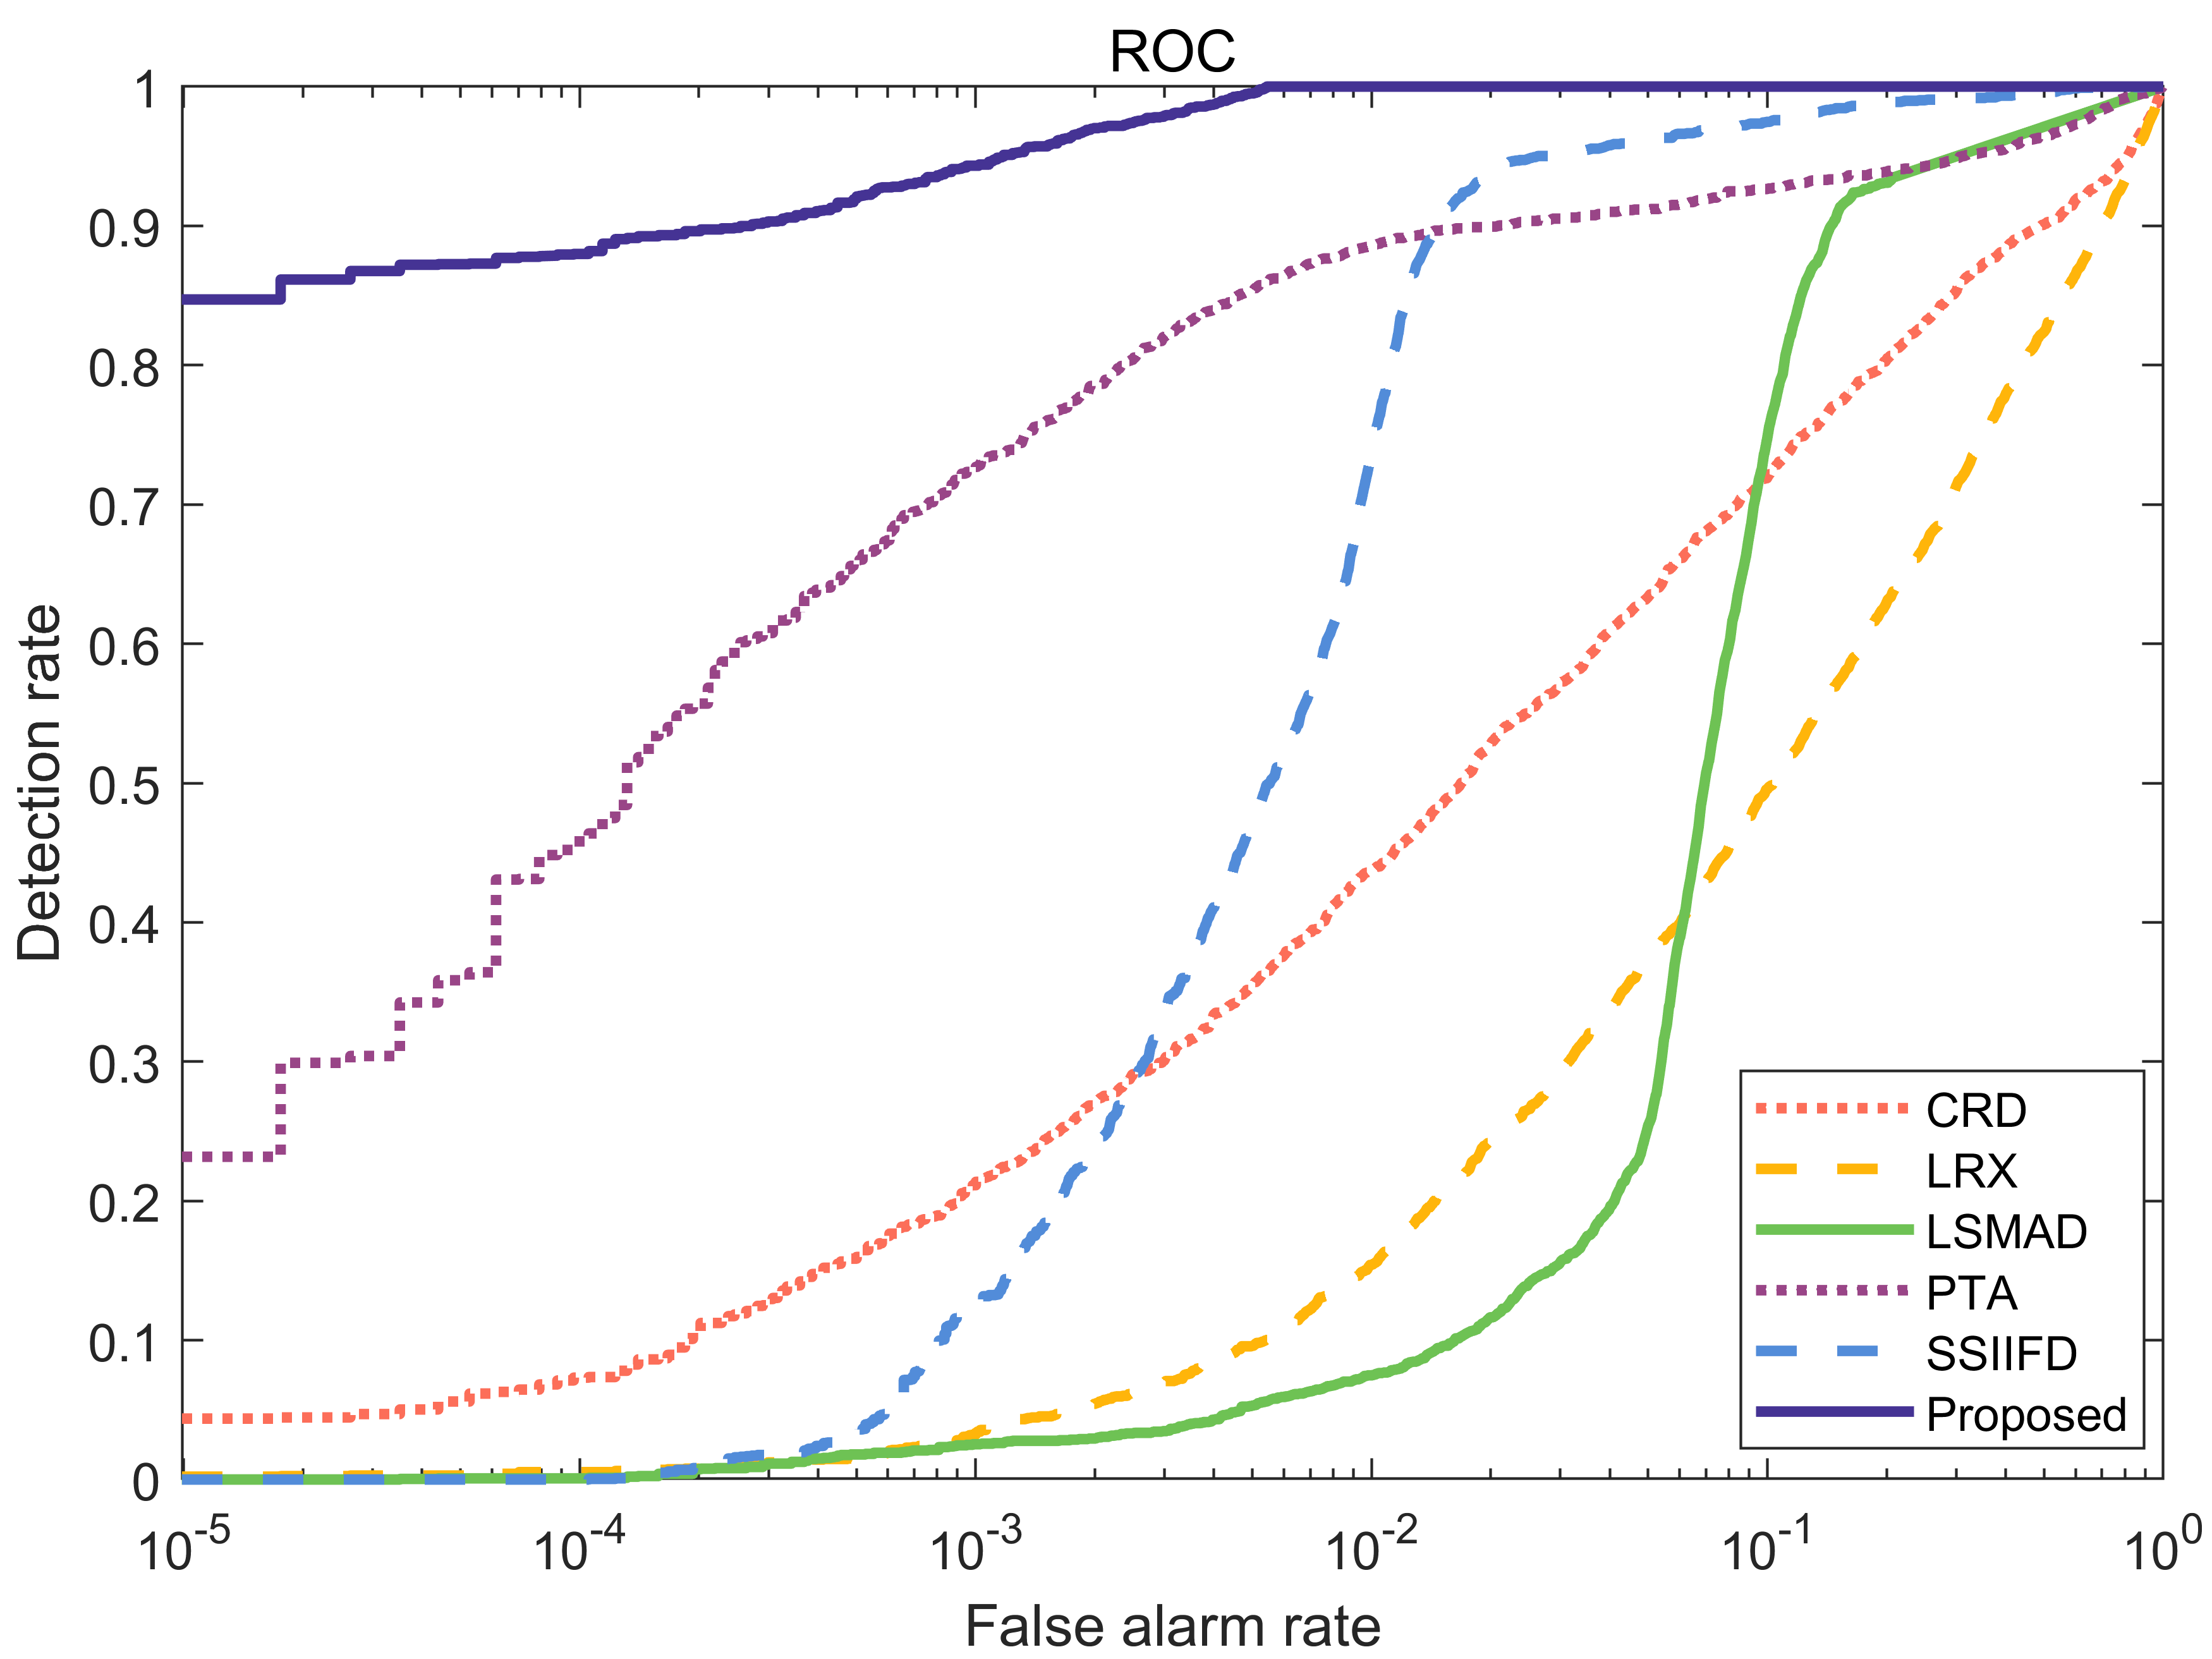 ROC
1
0.9
0.8
0.7
0.6
0.5
0.4
0.3
0.2
0.1
0
Detection rate
10^-5 10^-4 10^-3 10^-2 10^-1 10^0
False alarm rate
CRD
LRX
LSMAD
PTA
SSIIFD
Proposed